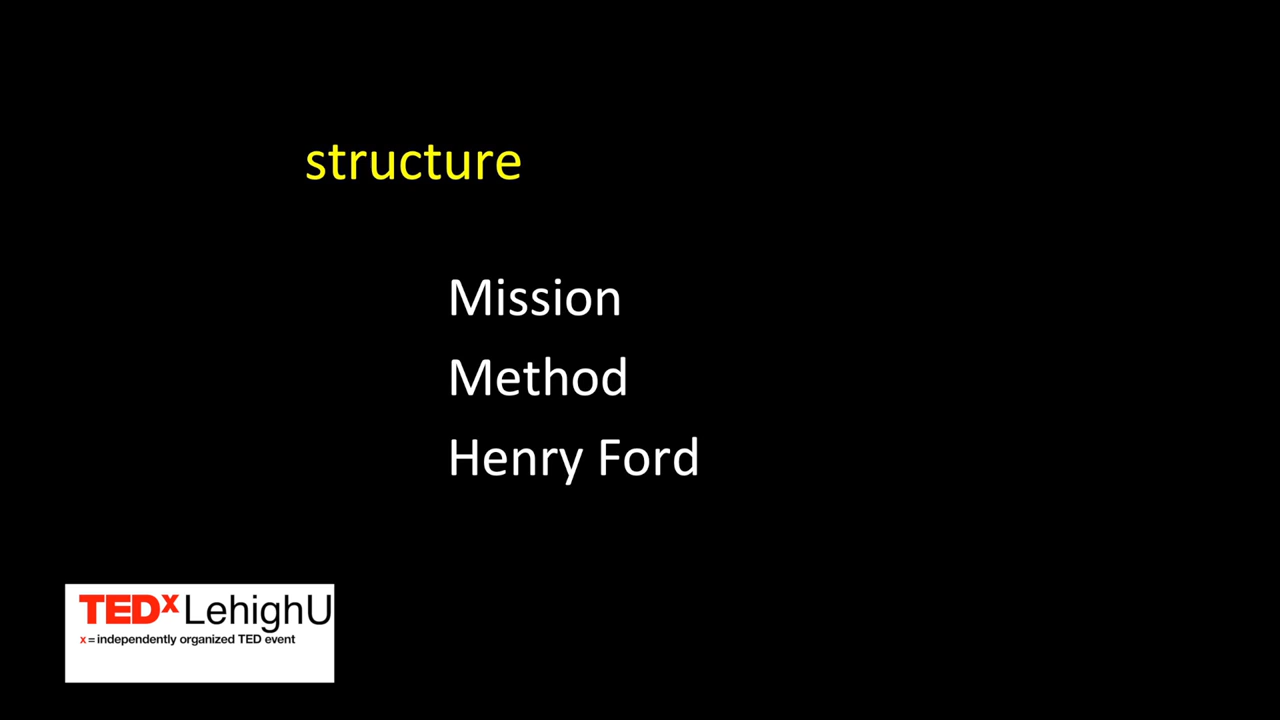 structure
Mission
Method
Henry Ford
TEDx LehighU
x = independently organized TED event